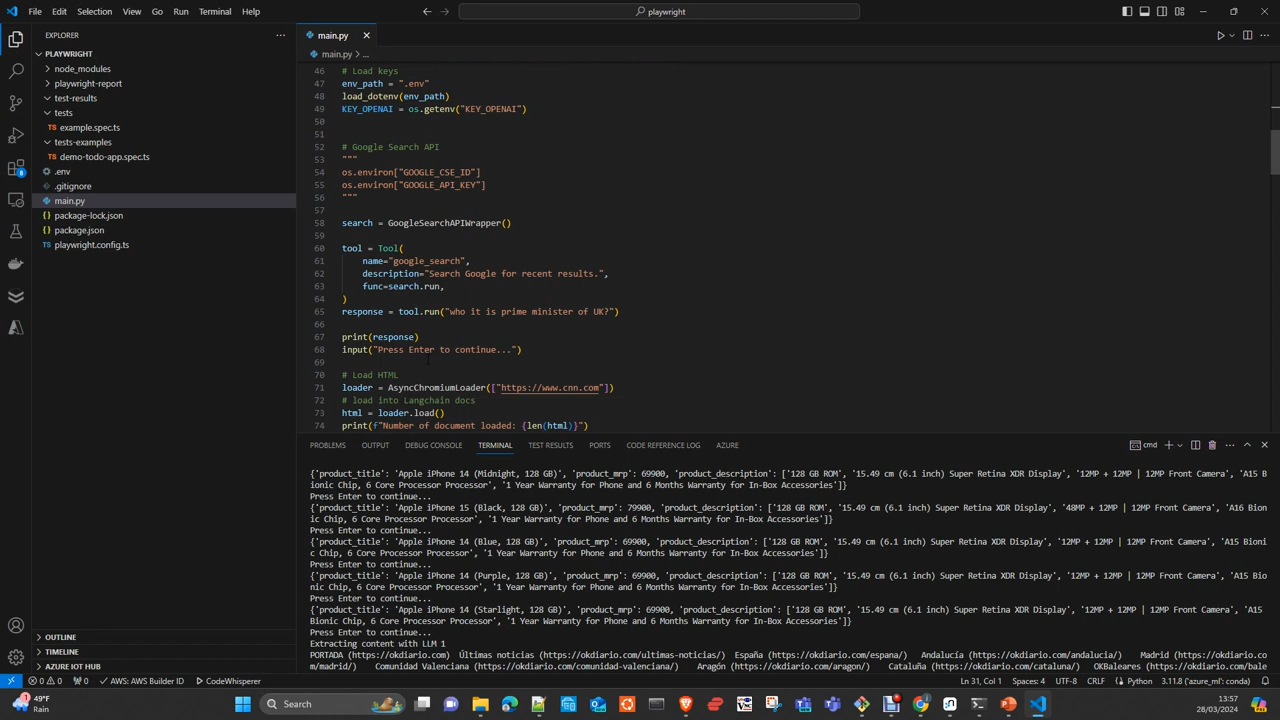 File Edit Selection View Go Run Terminal Help
playwright
EXPLORER
PLAYWRIGHT
node_modules
playwright-report
test-results
tests
TS example.spec.ts
tests-examples
TS demo-todo-app.spec.ts
.env
.gitignore
main.py
{} package-lock.json
{} package.json
TS playwright.config.ts
OUTLINE
TIMELINE
AZURE IOT HUB
8
main.py
main.py > ...
46 # Load keys
47 env_path = ".env"
48 load_dotenv(env_path)
49 KEY_OPENAI = os.getenv("KEY_OPENAI")
50
51
52 # Google Search API
53 """
54 os.environ["GOOGLE_CSE_ID"]
55 os.environ["GOOGLE_API_KEY"]
56 """
57
58 search = GoogleSearchAPIWrapper()
59
60 tool = Tool(
61 name="google_search",
62 description="Search Google for recent results.",
63 func=search.run,
64 )
65 response = tool.run("who it is prime minister of UK?")
66
67 print(response)
68 input("Press Enter to continue...")
69
70 # Load HTML
71 loader = AsyncChromiumLoader(["https://www.cnn.com"])
72 # load into Langchain docs
73 html = loader.load()
74 print(f"Number of document loaded: {len(html)}")
PROBLEMS OUTPUT DEBUG CONSOLE TERMINAL TEST RESULTS PORTS CODE REFERENCE LOG AZURE
cmd
{'product_title': 'Apple iPhone 14 (Midnight, 128 GB)', 'product_mrp': 69900, 'product_description': ['128 GB ROM', '15.49 cm (6.1 inch) Super Retina XDR Display', '12MP + 12MP | 12MP Front Camera', 'A15 B
ionic Chip, 6 Core Processor Processor', '1 Year Warranty for Phone and 6 Months Warranty for In-Box Accessories']}
Press Enter to continue...
{'product_title': 'Apple iPhone 15 (Black, 128 GB)', 'product_mrp': 79900, 'product_description': ['128 GB ROM', '15.49 cm (6.1 inch) Super Retina XDR Display', '48MP + 12MP | 12MP Front Camera', 'A16 Bion
ic Chip, 6 Core Processor Processor', '1 Year Warranty for Phone and 6 Months Warranty for In-Box Accessories']}
Press Enter to continue...
{'product_title': 'Apple iPhone 14 (Blue, 128 GB)', 'product_mrp': 69900, 'product_description': ['128 GB ROM', '15.49 cm (6.1 inch) Super Retina XDR Display', '12MP + 12MP | 12MP Front Camera', 'A15 Bioni
c Chip, 6 Core Processor Processor', '1 Year Warranty for Phone and 6 Months Warranty for In-Box Accessories']}
Press Enter to continue...
{'product_title': 'Apple iPhone 14 (Purple, 128 GB)', 'product_mrp': 69900, 'product_description': ['128 GB ROM', '15.49 cm (6.1 inch) Super Retina XDR Display', '12MP + 12MP | 12MP Front Camera', 'A15 Bio
nic Chip, 6 Core Processor Processor', '1 Year Warranty for Phone and 6 Months Warranty for In-Box Accessories']}
Press Enter to continue...
{'product_title': 'Apple iPhone 14 (Starlight, 128 GB)', 'product_mrp': 69900, 'product_description': ['128 GB ROM', '15.49 cm (6.1 inch) Super Retina XDR Display', '12MP + 12MP | 12MP Front Camera', 'A15
Bionic Chip, 6 Core Processor Processor', '1 Year Warranty for Phone and 6 Months Warranty for In-Box Accessories']}
Press Enter to continue...
Extracting content with LLM 1
PORTADA (https://okdiario.com) Últimas noticias (https://okdiario.com/ultimas-noticias/) España (https://okdiario.com/espana/) Andalucía (https://okdiario.com/andalucia/) Madrid (https://okdiario.co
m/madrid/) Comunidad Valenciana (https://okdiario.com/comunidad-valenciana/) Aragón (https://okdiario.com/aragon/) Cataluña (https://okdiario.com/cataluna/) OKBaleares (https://okdiario.com/bale
0 0 0 AWS: AWS Builder ID CodeWhisperer Ln 31, Col 1 Spaces: 4 UTF-8 CRLF Python 3.11.8 ('azure_ml': conda)
1 49°F
Rain
Search
13:57
28/03/2024